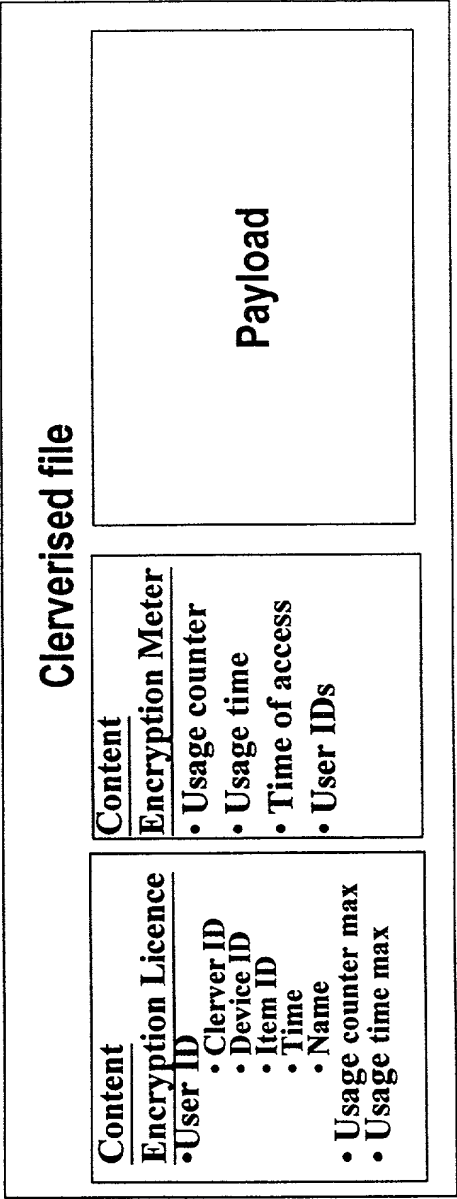 Clerverised file
Content
Encryption Licence
•User ID
• Clerver ID
• Device ID
• Item ID
• Time
• Name
• Usage counter max
• Usage time max
Content
Encryption Meter
• Usage counter
• Usage time
• Time of access
• User IDs
Payload